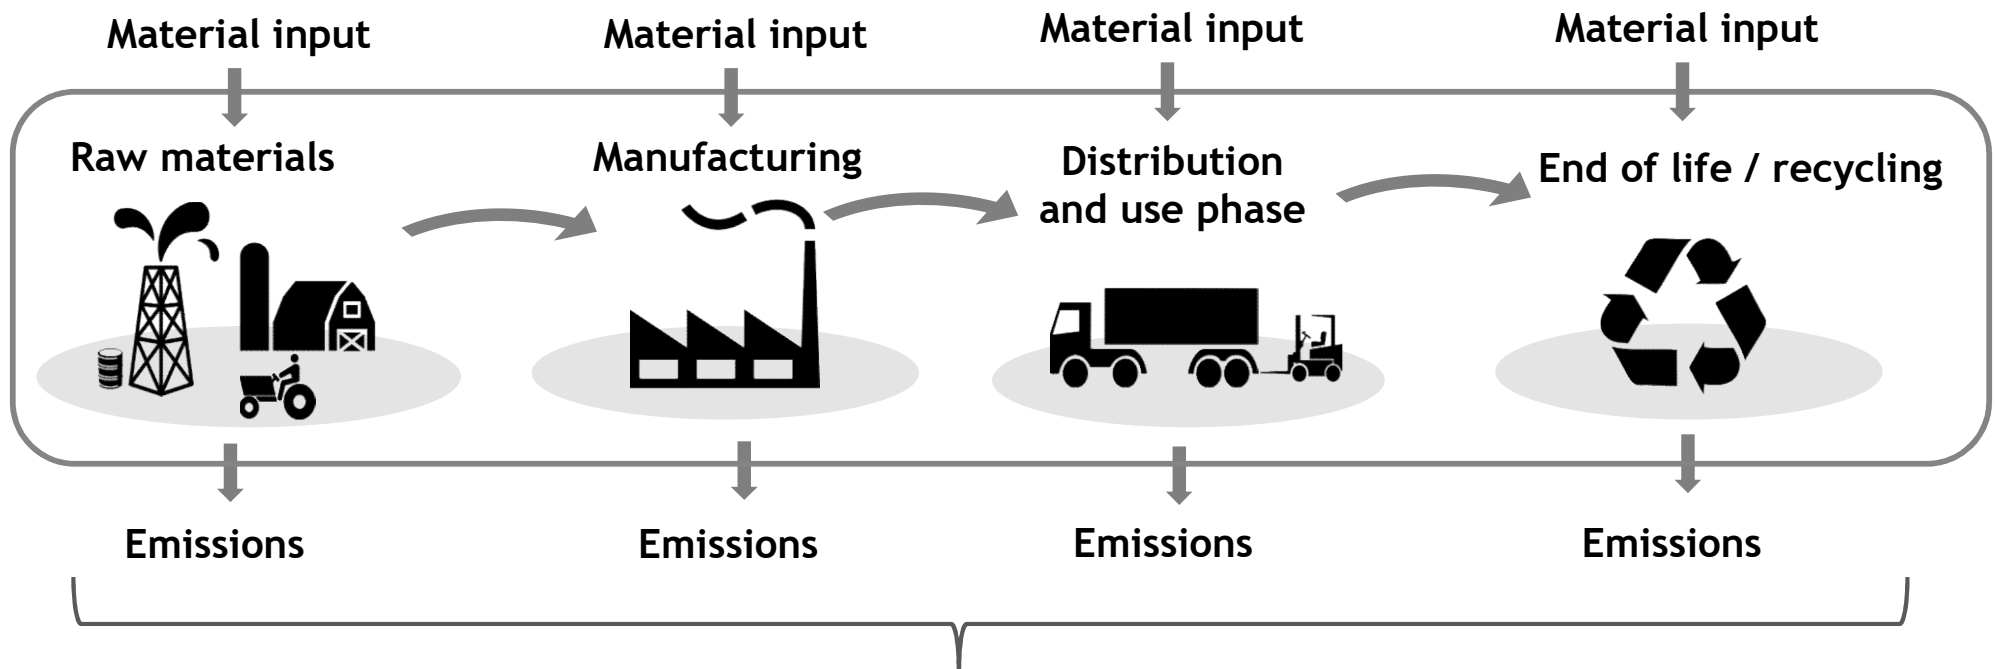 Material input
Material input
Material input
Material input
Raw materials
Manufacturing
Distribution
and use phase
End of life / recycling
Emissions
Emissions
Emissions
Emissions